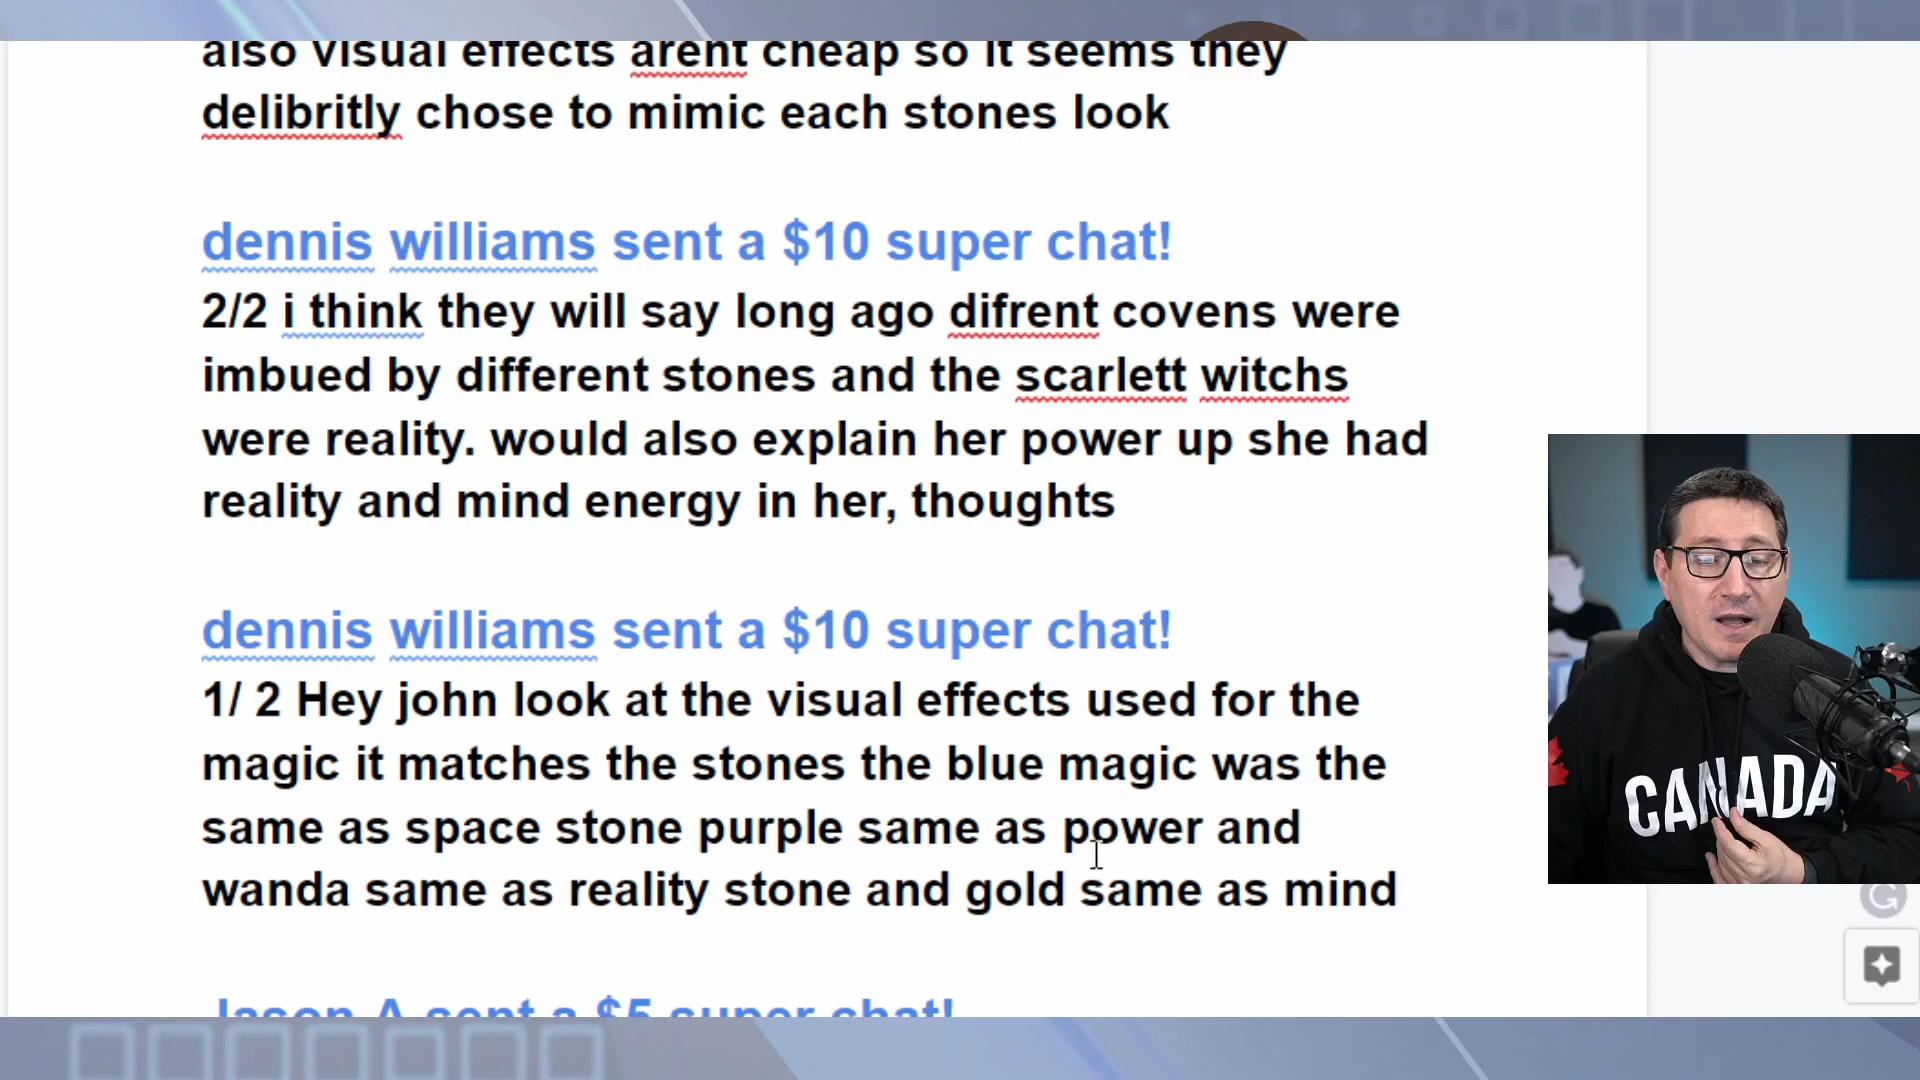 also visual effects arent cheap so it seems they
delibritly chose to mimic each stones look
dennis williams sent a $10 super chat!
2/2 i think they will say long ago difrent covens were
imbued by different stones and the scarlett witchs
were reality. would also explain her power up she had
reality and mind energy in her, thoughts
dennis williams sent a $10 super chat!
1/ 2 Hey john look at the visual effects used for the
magic it matches the stones the blue magic was the
same as space stone purple same as power and
wanda same as reality stone and gold same as mind
Jason A sent a $5 super chat!
CANADA